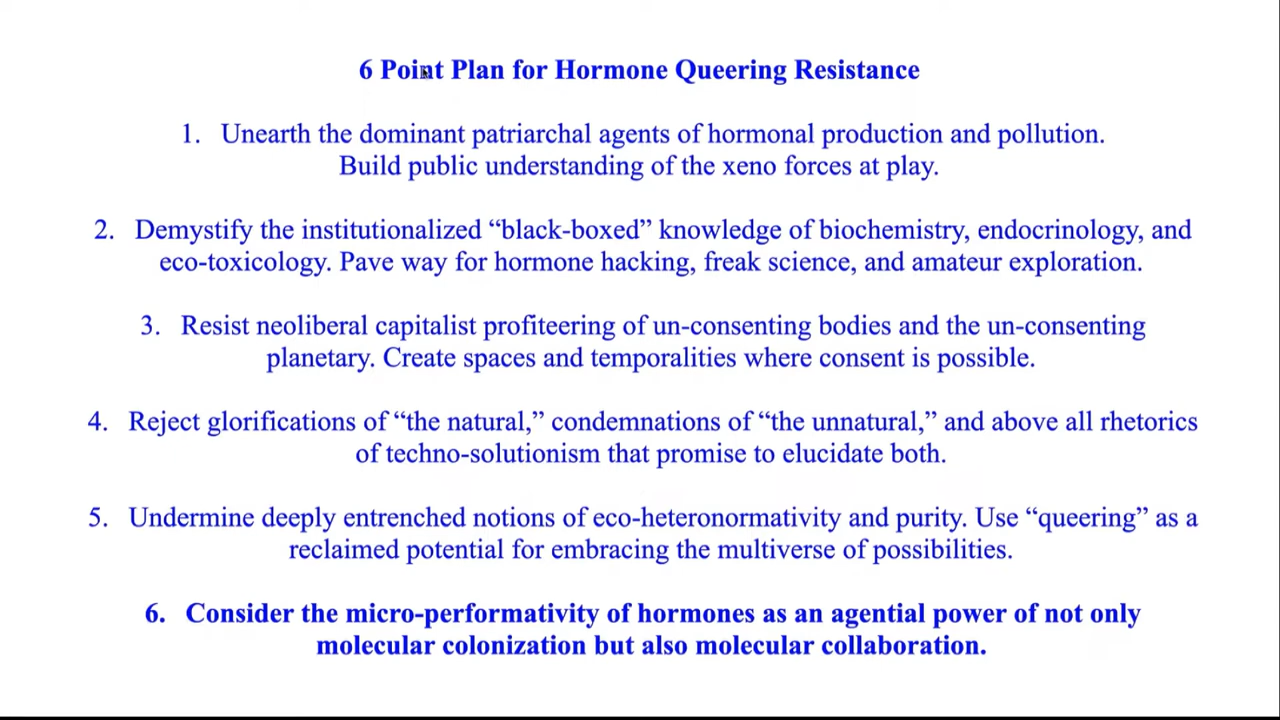 6 Point Plan for Hormone Queering Resistance
1. Unearth the dominant patriarchal agents of hormonal production and pollution.
Build public understanding of the xeno forces at play.
2. Demystify the institutionalized “black-boxed” knowledge of biochemistry, endocrinology, and
eco-toxicology. Pave way for hormone hacking, freak science, and amateur exploration.
3. Resist neoliberal capitalist profiteering of un-consenting bodies and the un-consenting
planetary. Create spaces and temporalities where consent is possible.
4. Reject glorifications of “the natural,” condemnations of “the unnatural,” and above all rhetorics
of techno-solutionism that promise to elucidate both.
5. Undermine deeply entrenched notions of eco-heteronormativity and purity. Use “queering” as a
reclaimed potential for embracing the multiverse of possibilities.
6. Consider the micro-performativity of hormones as an agential power of not only
molecular colonization but also molecular collaboration.